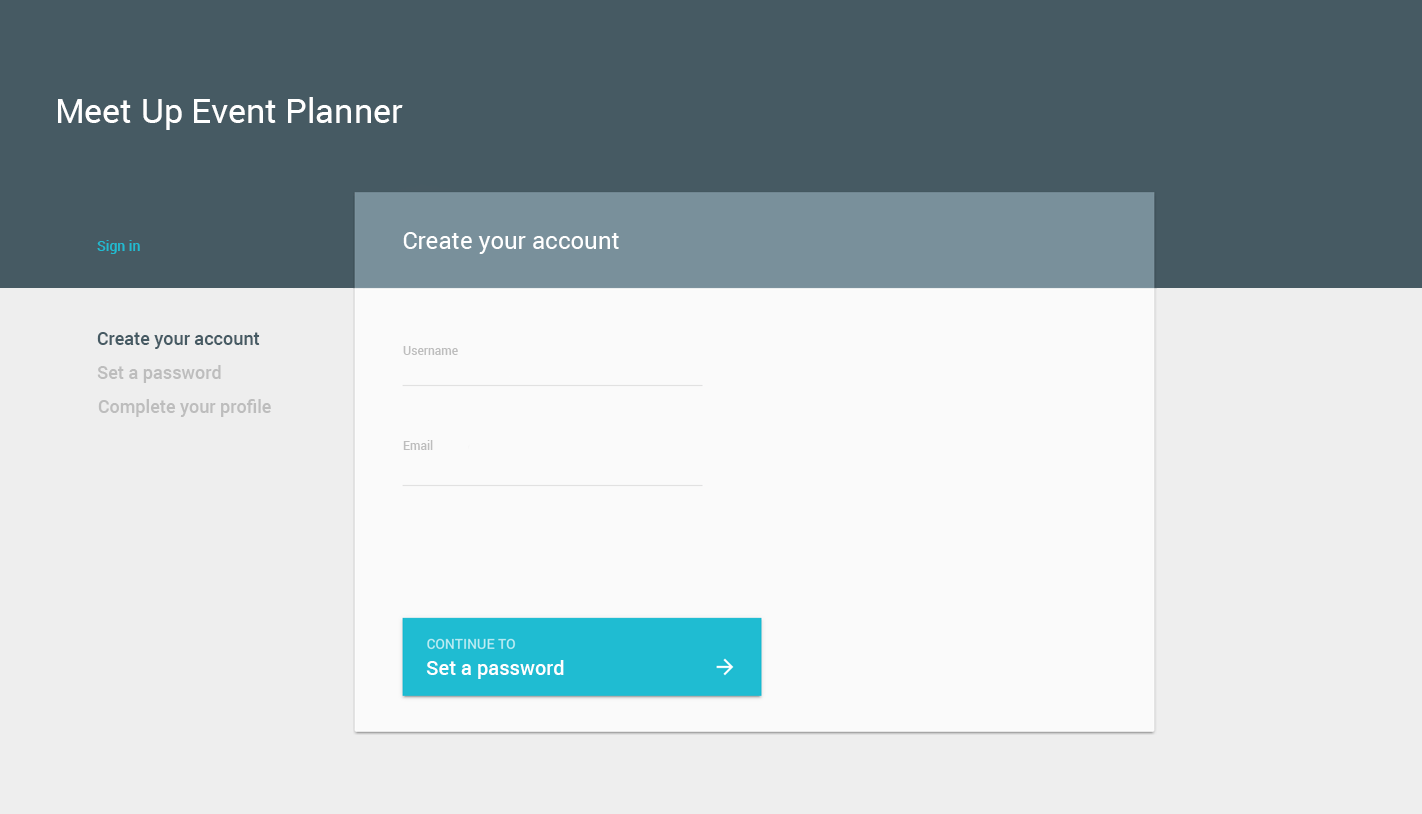 Meet Up Event Planner
Sign in
Create your account
Set a password
Complete your profile
Create your account
Username
Email
CONTINUE TO
Set a password